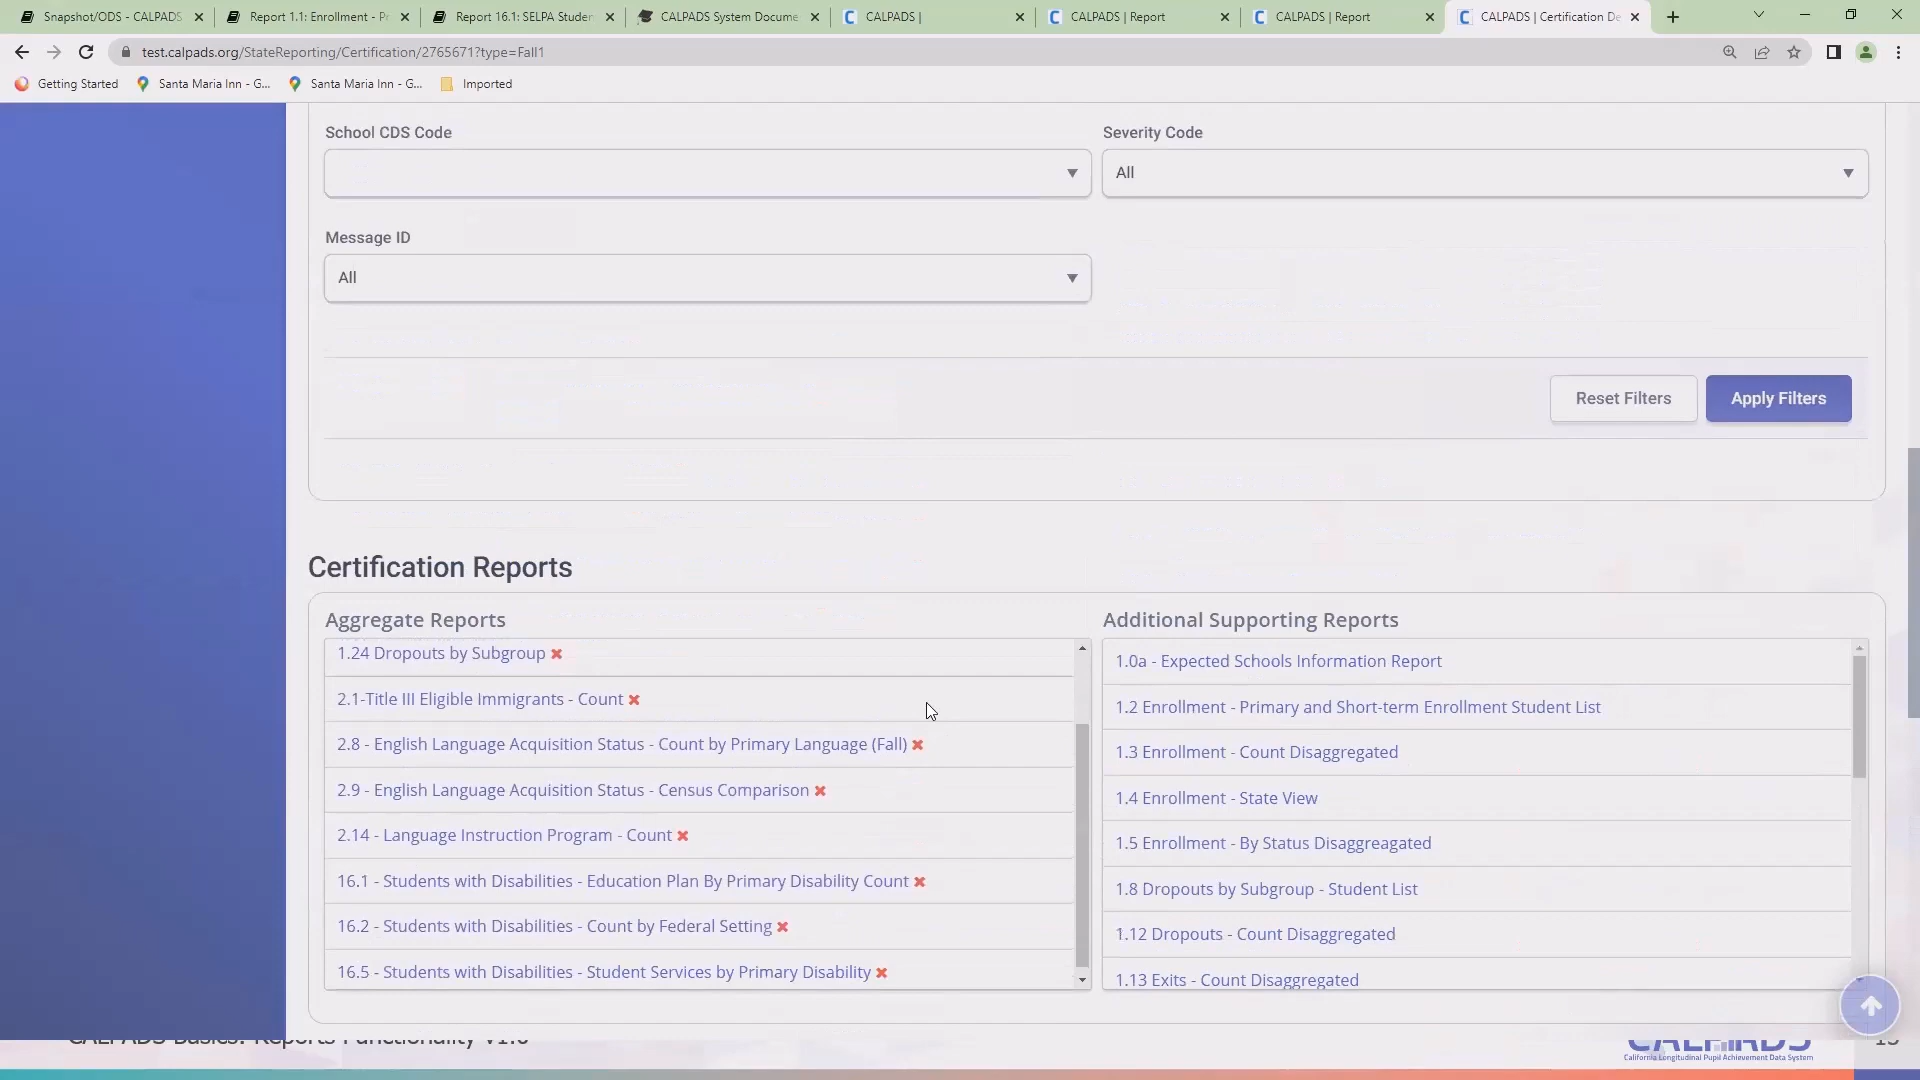 Snapshot/ODS - CALPADS
Report 1.1: Enrollment - Pr
Report 16.1: SELPA Studen
CALPADS System Docume
CALPADS |
CALPADS | Report
CALPADS | Report
CALPADS | Certification De
test.calpads.org/StateReporting/Certification/2765671?type=Fall1
Getting Started
Santa Maria Inn - G...
Santa Maria Inn - G...
Imported
School CDS Code
Severity Code
All
Message ID
All
Reset Filters
Apply Filters
Certification Reports
Aggregate Reports
1.24 Dropouts by Subgroup
2.1-Title III Eligible Immigrants - Count
2.8 - English Language Acquisition Status - Count by Primary Language (Fall)
2.9 - English Language Acquisition Status - Census Comparison
2.14 - Language Instruction Program - Count
16.1 - Students with Disabilities - Education Plan By Primary Disability Count
16.2 - Students with Disabilities - Count by Federal Setting
16.5 - Students with Disabilities - Student Services by Primary Disability
Additional Supporting Reports
1.0a - Expected Schools Information Report
1.2 Enrollment - Primary and Short-term Enrollment Student List
1.3 Enrollment - Count Disaggregated
1.4 Enrollment - State View
1.5 Enrollment - By Status Disaggreagated
1.8 Dropouts by Subgroup - Student List
1.12 Dropouts - Count Disaggregated
1.13 Exits - Count Disaggregated
CALPADS Basics: Reports Functionality v1.0
CALPADS
California Longitudinal Pupil Achievement Data System